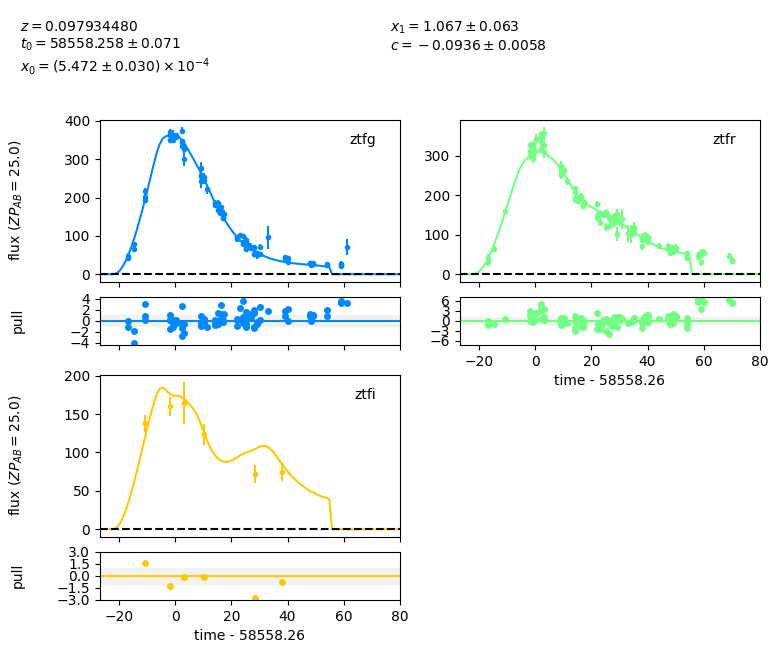 z = 0.097934480
t₀ = 58558.258 ± 0.071
x₀ = (5.472 ± 0.030) × 10⁻⁴
x₁ = 1.067 ± 0.063
c = −0.0936 ± 0.0058
flux (ZP_AB = 25.0)
400
300
200
100
0
ztfg
300
200
100
0
ztfr
pull
4
2
0
−2
−4
6
3
0
−3
−6
−20 0 20 40 60 80
time - 58558.26
flux (ZP_AB = 25.0)
200
150
100
50
0
ztfi
pull
3.0
1.5
0.0
−1.5
−3.0
−20 0 20 40 60 80
time - 58558.26